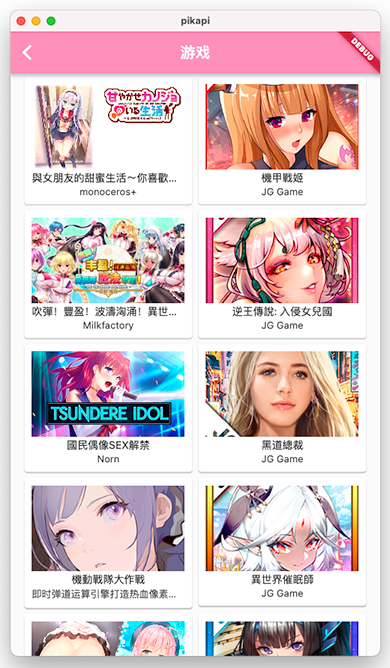 pikapi
游戏
DEBUG
甘やかせカノジョ
のいる生活
與女朋友的甜蜜生活～你喜歡...
monoceros+
機甲戰姬
JG Game
吹彈！豐盈！波濤洶涌！異世...
Milkfactory
逆王傳說: 入侵女兒國
JG Game
TSUNDERE IDOL
國民偶像SEX解禁
Norn
黑道總裁
JG Game
機動戰隊大作戰
即时弹道运算引擎打造热血像素...
異世界催眠師
JG Game